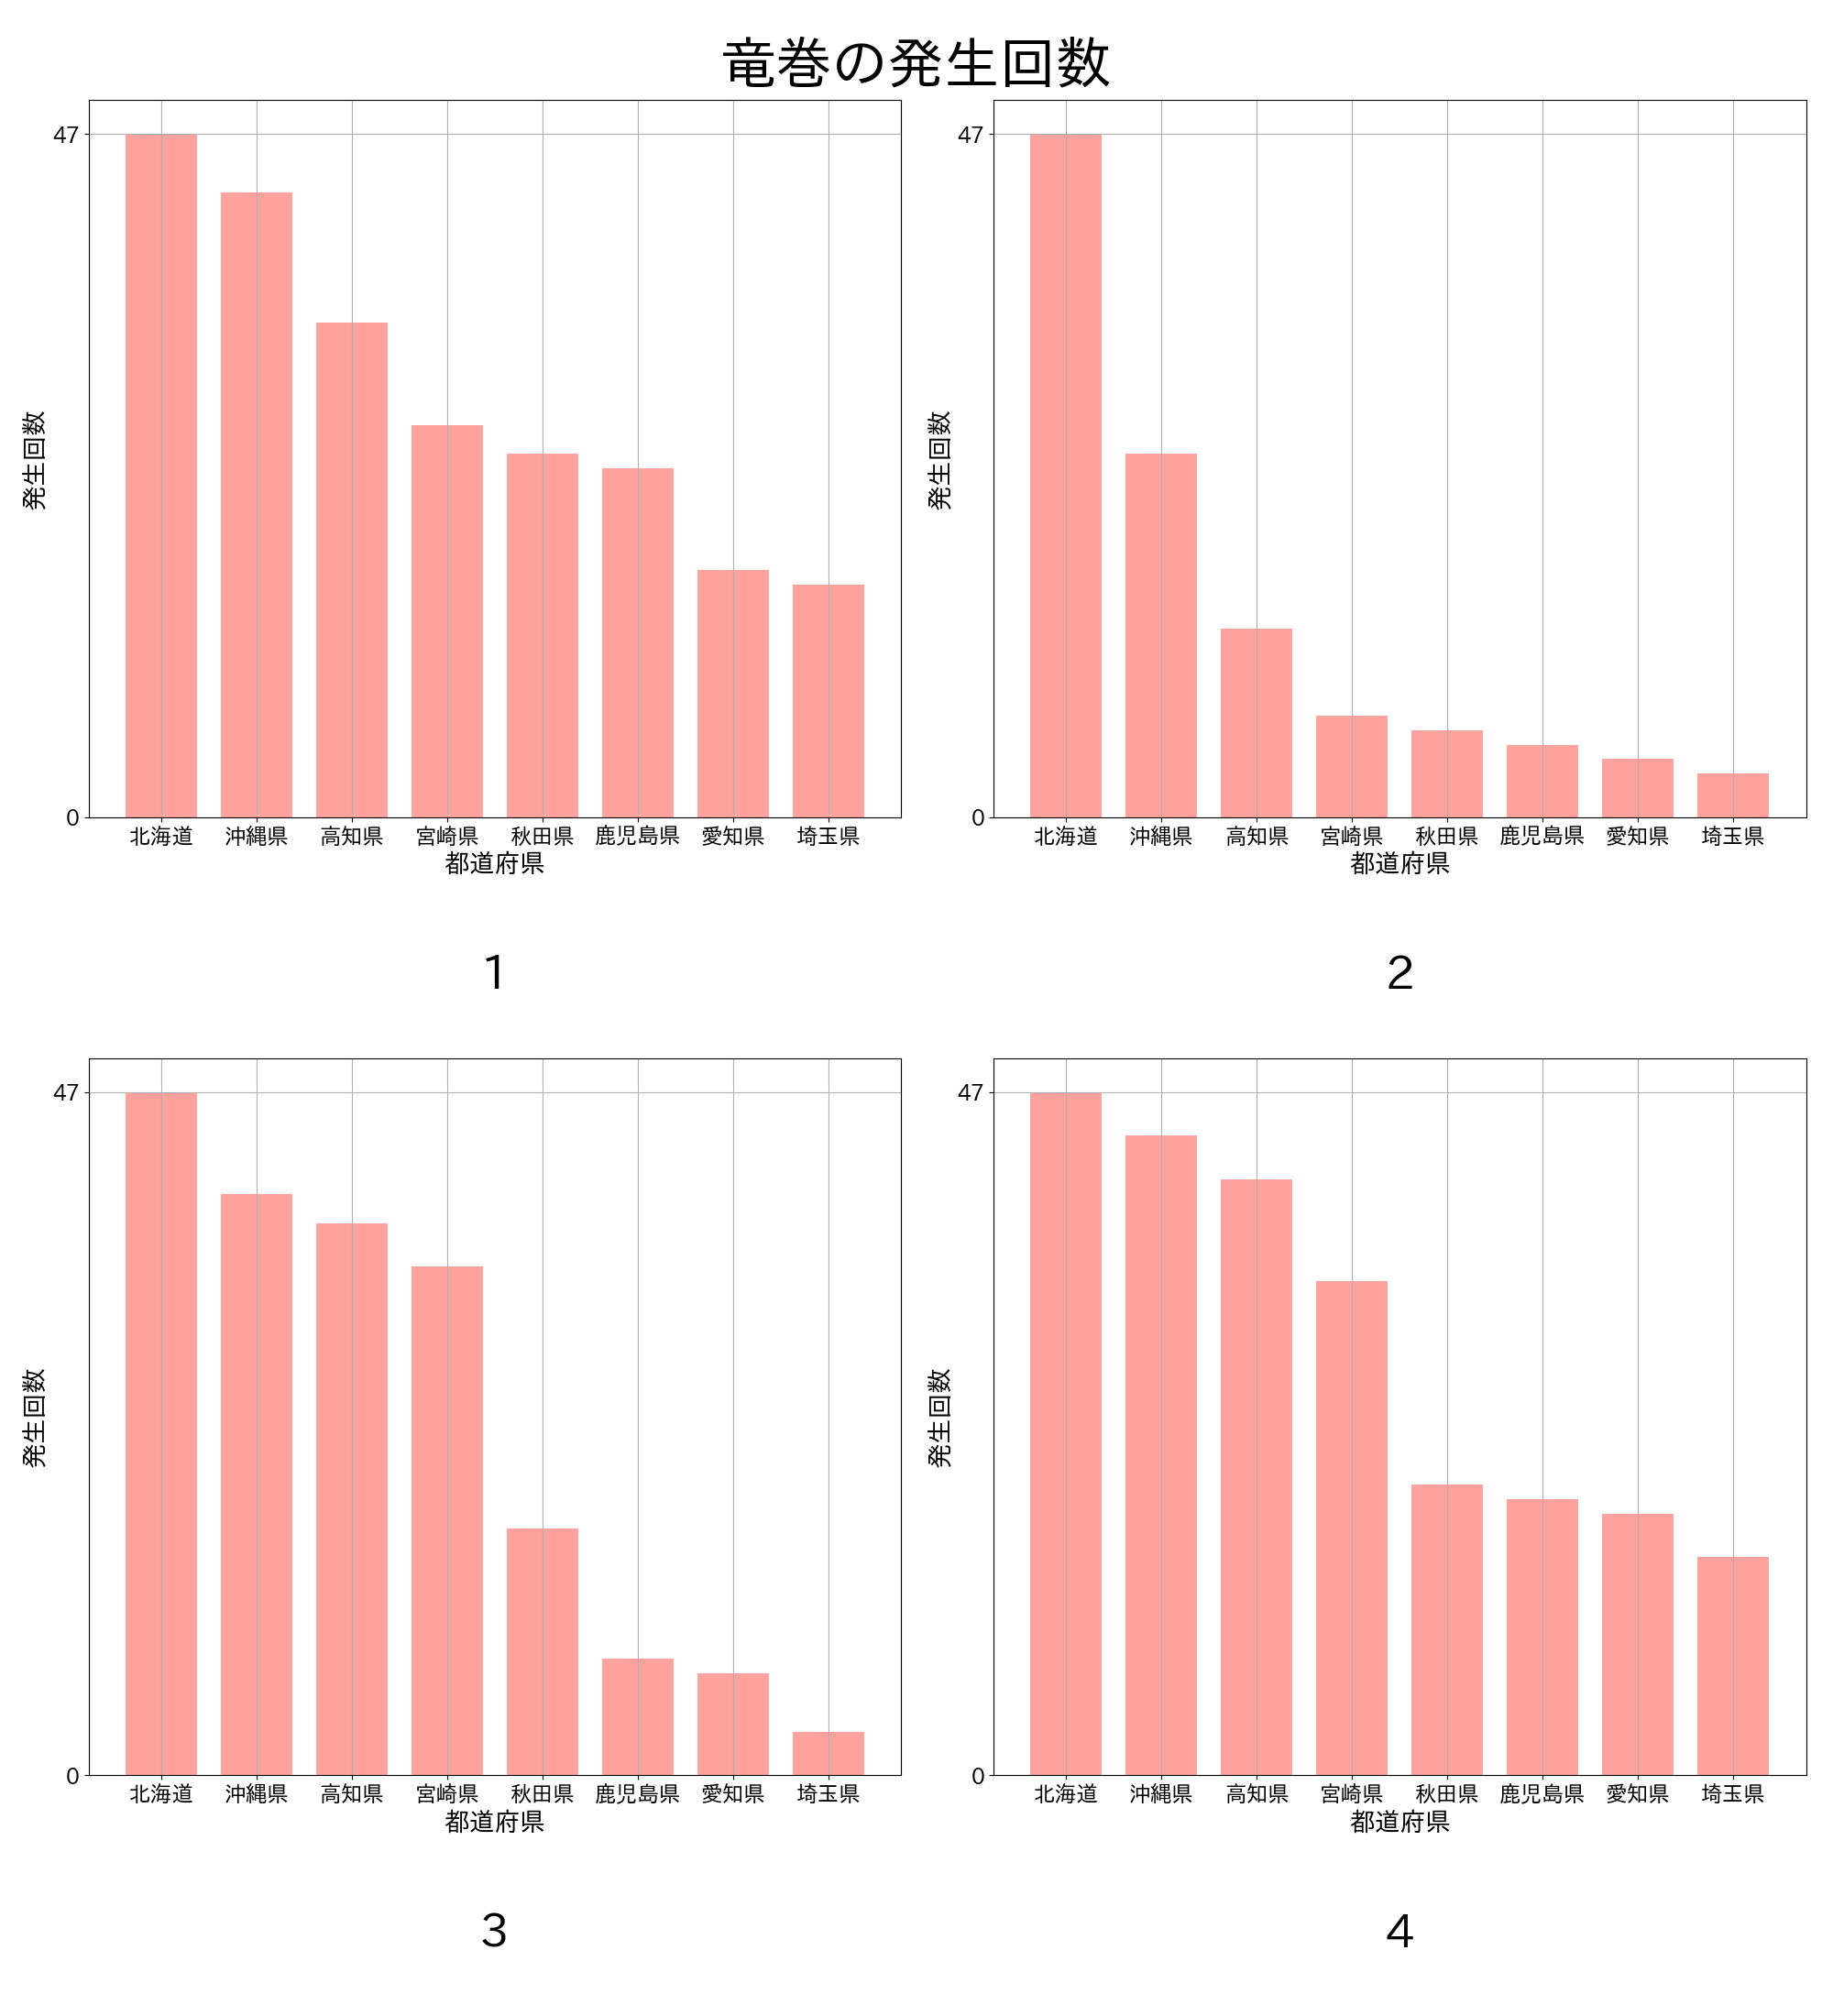 竜巻の発生回数
47
0
発生回数
北海道 沖縄県 高知県 宮崎県 秋田県 鹿児島県 愛知県 埼玉県
都道府県
1
47
0
発生回数
北海道 沖縄県 高知県 宮崎県 秋田県 鹿児島県 愛知県 埼玉県
都道府県
2
47
0
発生回数
北海道 沖縄県 高知県 宮崎県 秋田県 鹿児島県 愛知県 埼玉県
都道府県
3
47
0
発生回数
北海道 沖縄県 高知県 宮崎県 秋田県 鹿児島県 愛知県 埼玉県
都道府県
4